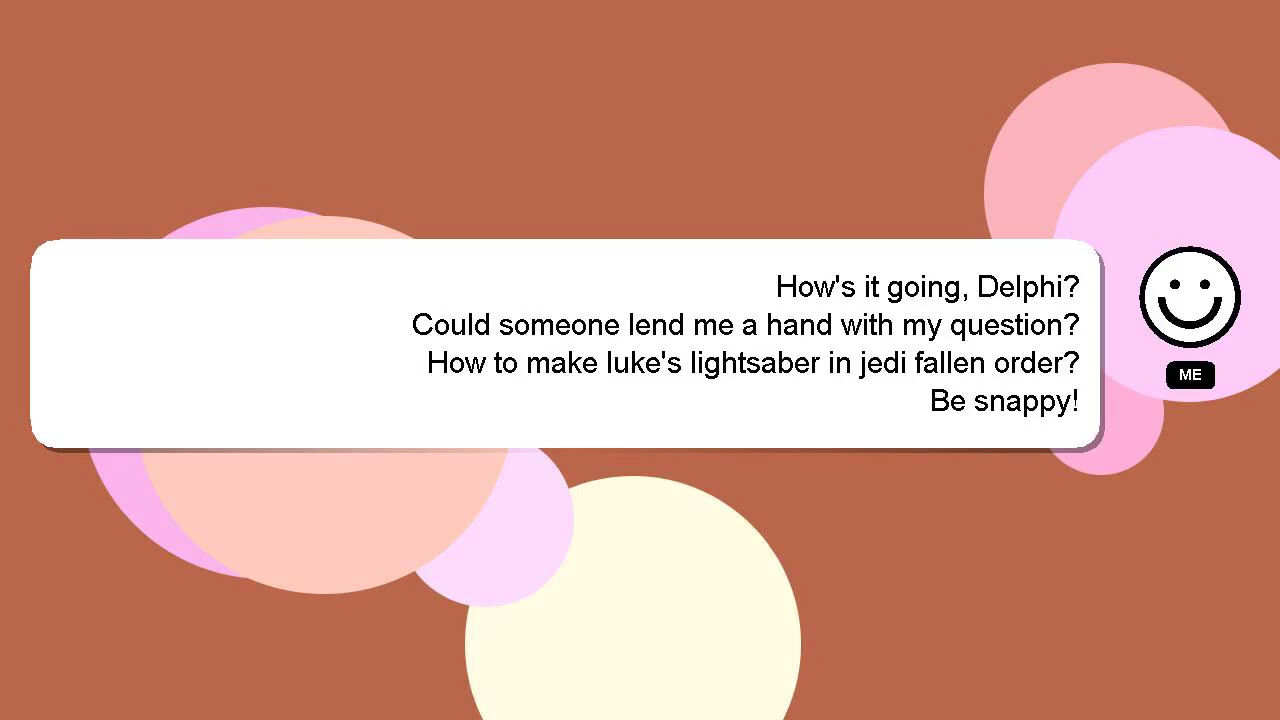 How's it going, Delphi?
Could someone lend me a hand with my question?
How to make luke's lightsaber in jedi fallen order?
Be snappy!
ME